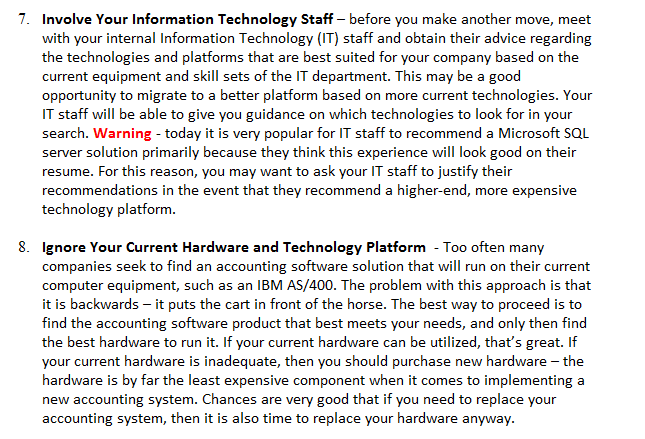 7. Involve Your Information Technology Staff – before you make another move, meet
with your internal Information Technology (IT) staff and obtain their advice regarding
the technologies and platforms that are best suited for your company based on the
current equipment and skill sets of the IT department. This may be a good
opportunity to migrate to a better platform based on more current technologies. Your
IT staff will be able to give you guidance on which technologies to look for in your
search. Warning - today it is very popular for IT staff to recommend a Microsoft SQL
server solution primarily because they think this experience will look good on their
resume. For this reason, you may want to ask your IT staff to justify their
recommendations in the event that they recommend a higher-end, more expensive
technology platform.
8. Ignore Your Current Hardware and Technology Platform - Too often many
companies seek to find an accounting software solution that will run on their current
computer equipment, such as an IBM AS/400. The problem with this approach is that
it is backwards – it puts the cart in front of the horse. The best way to proceed is to
find the accounting software product that best meets your needs, and only then find
the best hardware to run it. If your current hardware can be utilized, that's great. If
your current hardware is inadequate, then you should purchase new hardware – the
hardware is by far the least expensive component when it comes to implementing a
new accounting system. Chances are very good that if you need to replace your
accounting system, then it is also time to replace your hardware anyway.